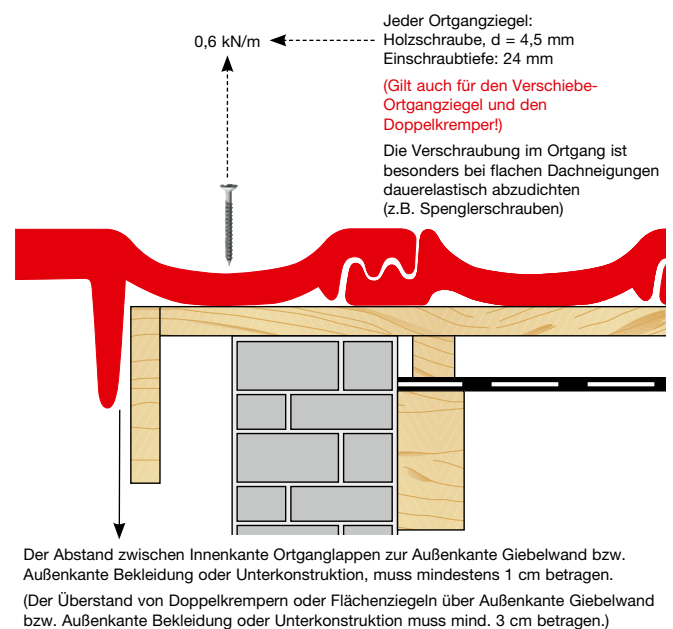 Jeder Ortgangziegel:
0,6 kN/m
Holzschraube, d = 4,5 mm
Einschraubtiefe: 24 mm
(Gilt auch für den Verschiebe-
Ortgangziegel und den
Doppelkremper!)
Die Verschraubung im Ortgang ist
besonders bei flachen Dachneigungen
dauerelastisch abzudichten
(z.B. Spenglerschrauben)
Der Abstand zwischen Innenkante Ortganglappen zur Außenkante Giebelwand bzw.
Außenkante Bekleidung oder Unterkonstruktion, muss mindestens 1 cm betragen.
(Der Überstand von Doppelkrempern oder Flächenziegeln über Außenkante Giebelwand
bzw. Außenkante Bekleidung oder Unterkonstruktion muss mind. 3 cm betragen.)